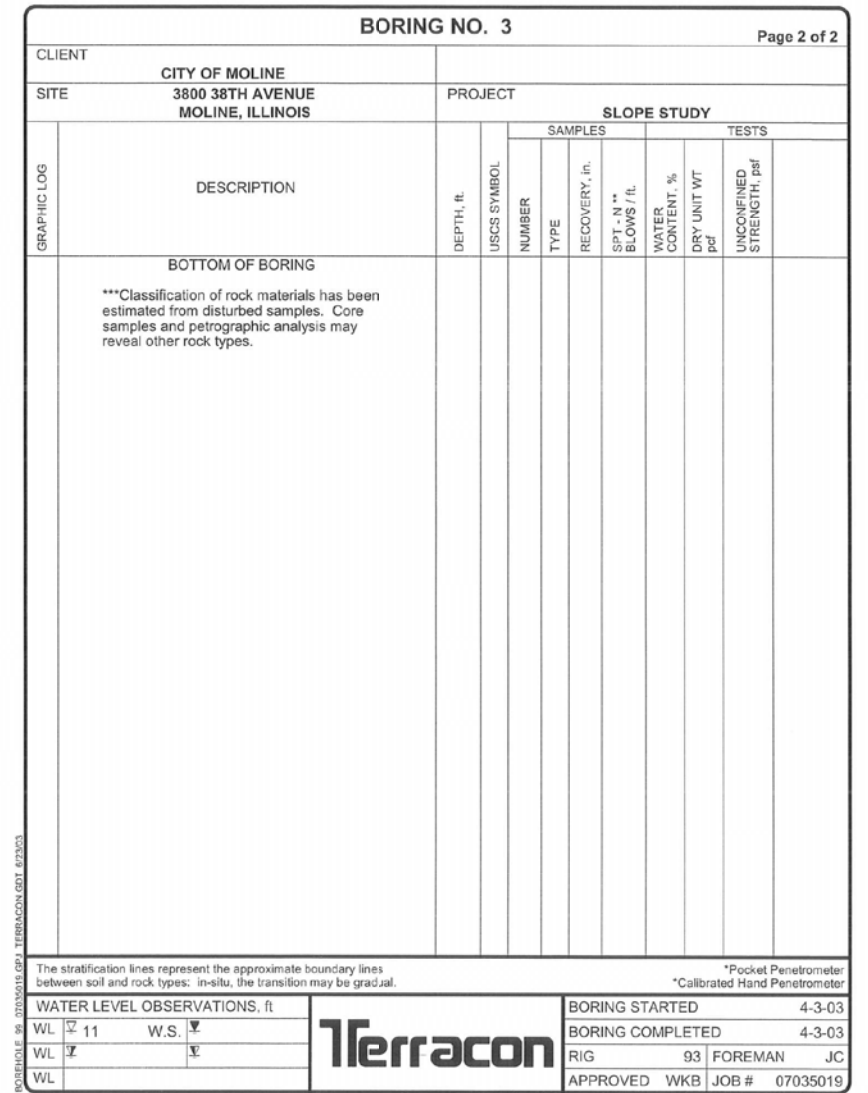 BORING NO. 3
Page 2 of 2
CLIENT
CITY OF MOLINE
SITE
3800 38TH AVENUE
MOLINE, ILLINOIS
PROJECT
SLOPE STUDY
GRAPHIC LOG
DESCRIPTION
DEPTH, ft.
USCS SYMBOL
SAMPLES
NUMBER
TYPE
RECOVERY, in.
SPT - N **
BLOWS / ft.
TESTS
WATER
CONTENT, %
DRY UNIT WT
pcf
UNCONFINED
STRENGTH, psf
BOTTOM OF BORING
***Classification of rock materials has been
estimated from disturbed samples. Core
samples and petrographic analysis may
reveal other rock types.
The stratification lines represent the approximate boundary lines
between soil and rock types: in-situ, the transition may be gradual.
*Pocket Penetrometer
*Calibrated Hand Penetrometer
WATER LEVEL OBSERVATIONS, ft
WL 11 W.S.
WL
WL
Terracon
BORING STARTED 4-3-03
BORING COMPLETED 4-3-03
RIG 93 FOREMAN JC
APPROVED WKB JOB # 07035019
BOREHOLE 99 07035019.GPJ TERRACON.GDT 6/23/03